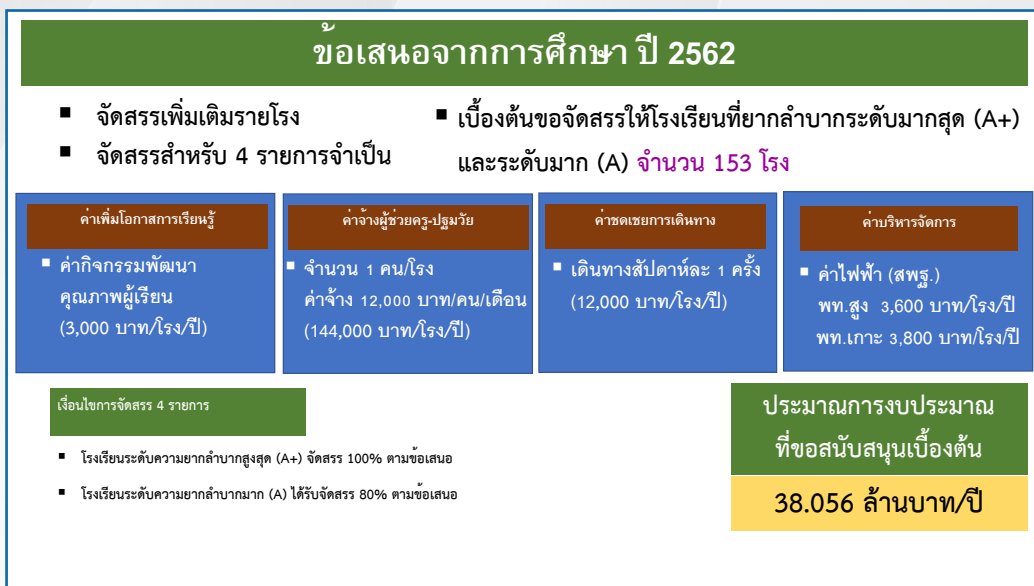 ข้อเสนอจากการศึกษา ปี 2562
▪ จัดสรรเพิ่มเติมรายโรง
▪ จัดสรรสำหรับ 4 รายการจำเป็น
▪ เบื้องต้นขอจัดสรรให้โรงเรียนที่ยากลำบากระดับมากสุด (A+)
และระดับมาก (A) จำนวน 153 โรง
ค่าเพิ่มโอกาสการเรียนรู้
▪ ค่ากิจกรรมพัฒนา
คุณภาพผู้เรียน
(3,000 บาท/โรง/ปี)
ค่าจ้างผู้ช่วยครู-ปฐมวัย
▪ จำนวน 1 คน/โรง
ค่าจ้าง 12,000 บาท/คน/เดือน
(144,000 บาท/โรง/ปี)
ค่าชดเชยการเดินทาง
▪ เดินทางสัปดาห์ละ 1 ครั้ง
(12,000 บาท/โรง/ปี)
ค่าบริหารจัดการ
▪ ค่าไฟฟ้า (สพฐ.)
พท.สูง 3,600 บาท/โรง/ปี
พท.เกาะ 3,800 บาท/โรง/ปี
เงื่อนไขการจัดสรร 4 รายการ
▪ โรงเรียนระดับความยากลำบากสูงสุด (A+) จัดสรร 100% ตามข้อเสนอ
▪ โรงเรียนระดับความยากลำบากมาก (A) ได้รับจัดสรร 80% ตามข้อเสนอ
ประมาณการงบประมาณ
ที่ขอสนับสนุนเบื้องต้น
38.056 ล้านบาท/ปี